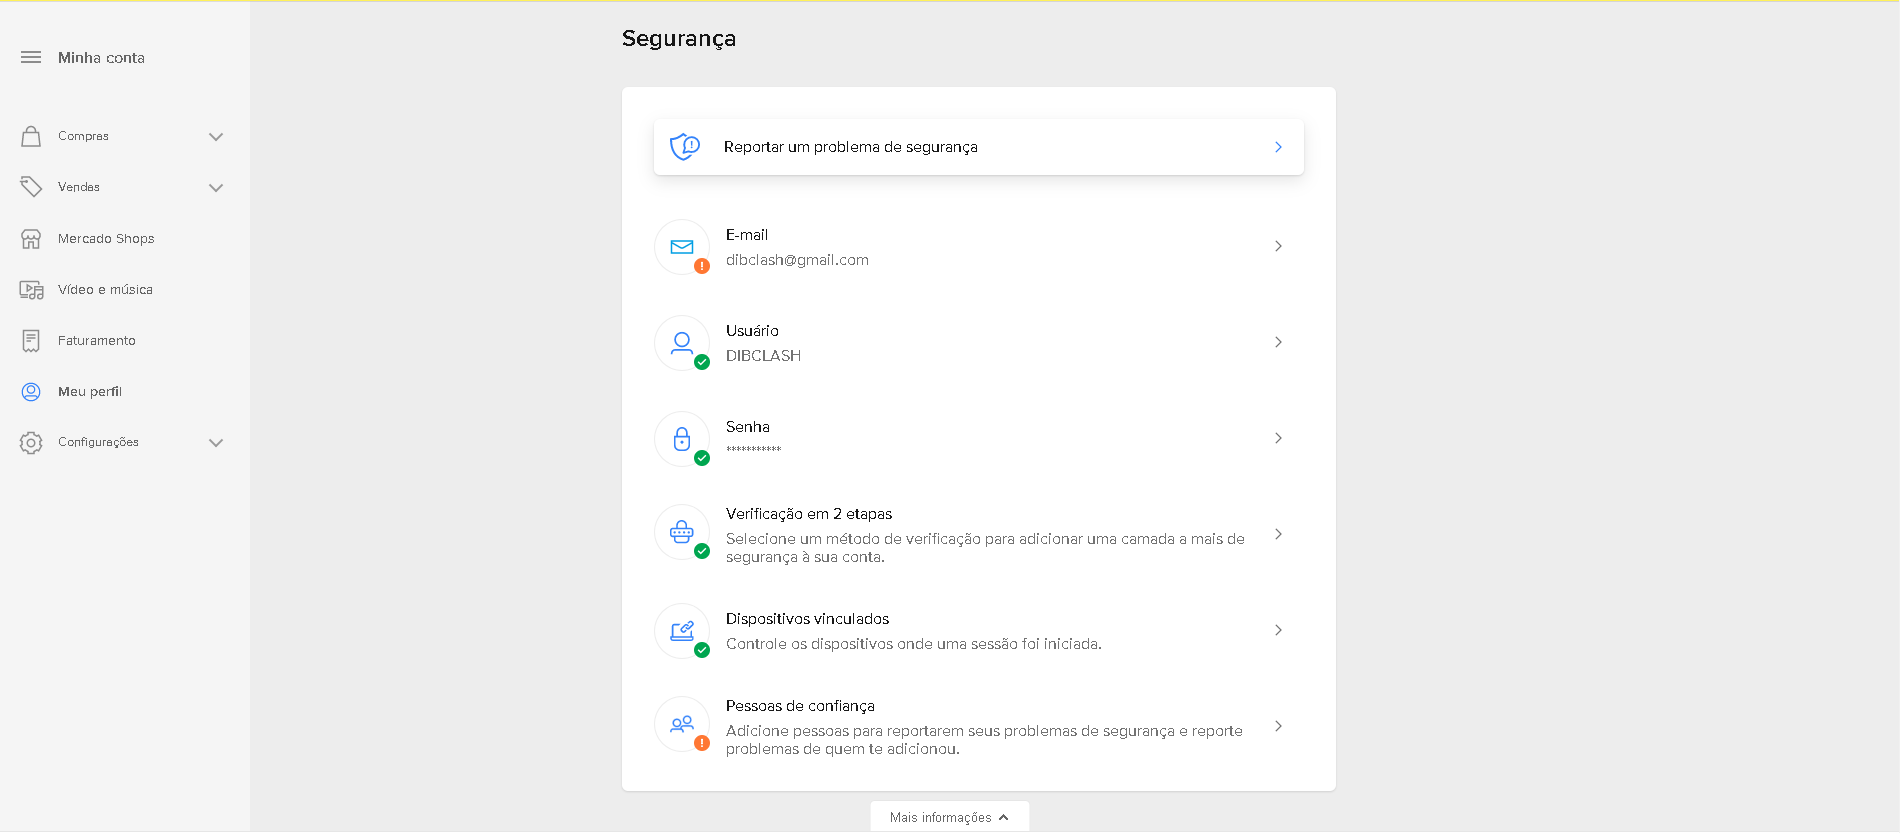 Minha conta
Compras
Vendas
Mercado Shops
Vídeo e música
Faturamento
Meu perfil
Configurações
Segurança
Reportar um problema de segurança
E-mail
dibclash@gmail.com
Usuário
DIBCLASH
Senha
***********
Verificação em 2 etapas
Selecione um método de verificação para adicionar uma camada a mais de
segurança à sua conta.
Dispositivos vinculados
Controle os dispositivos onde uma sessão foi iniciada.
Pessoas de confiança
Adicione pessoas para reportarem seus problemas de segurança e reporte
problemas de quem te adicionou.
Mais informações